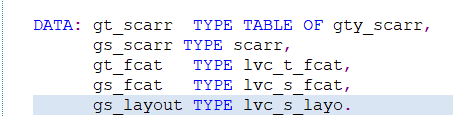 DATA: gt_scarr  TYPE TABLE OF gty_scarr,
      gs_scarr TYPE scarr,
      gt_fcat   TYPE lvc_t_fcat,
      gs_fcat   TYPE lvc_s_fcat,
      gs_layout TYPE lvc_s_layo.